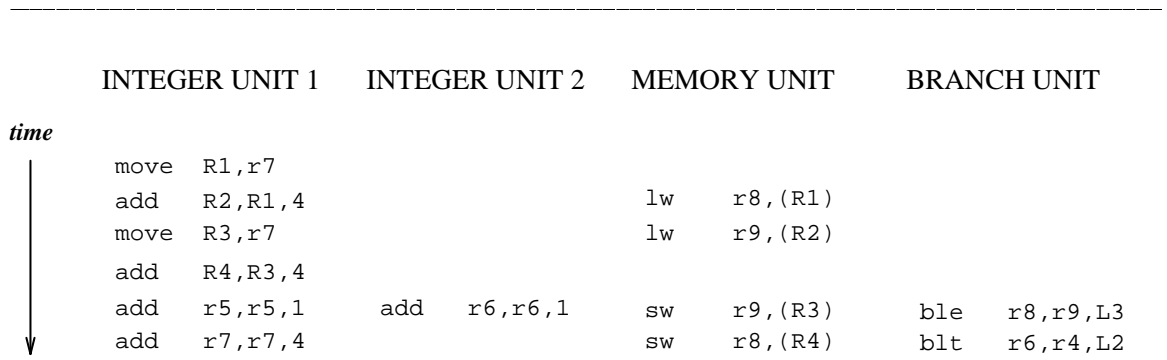 INTEGER UNIT 1 INTEGER UNIT 2 MEMORY UNIT BRANCH UNIT
time
move R1,r7
add R2,R1,4 lw r8,(R1)
move R3,r7 lw r9,(R2)
add R4,R3,4
add r5,r5,1 add r6,r6,1 sw r9,(R3) ble r8,r9,L3
add r7,r7,4 sw r8,(R4) blt r6,r4,L2